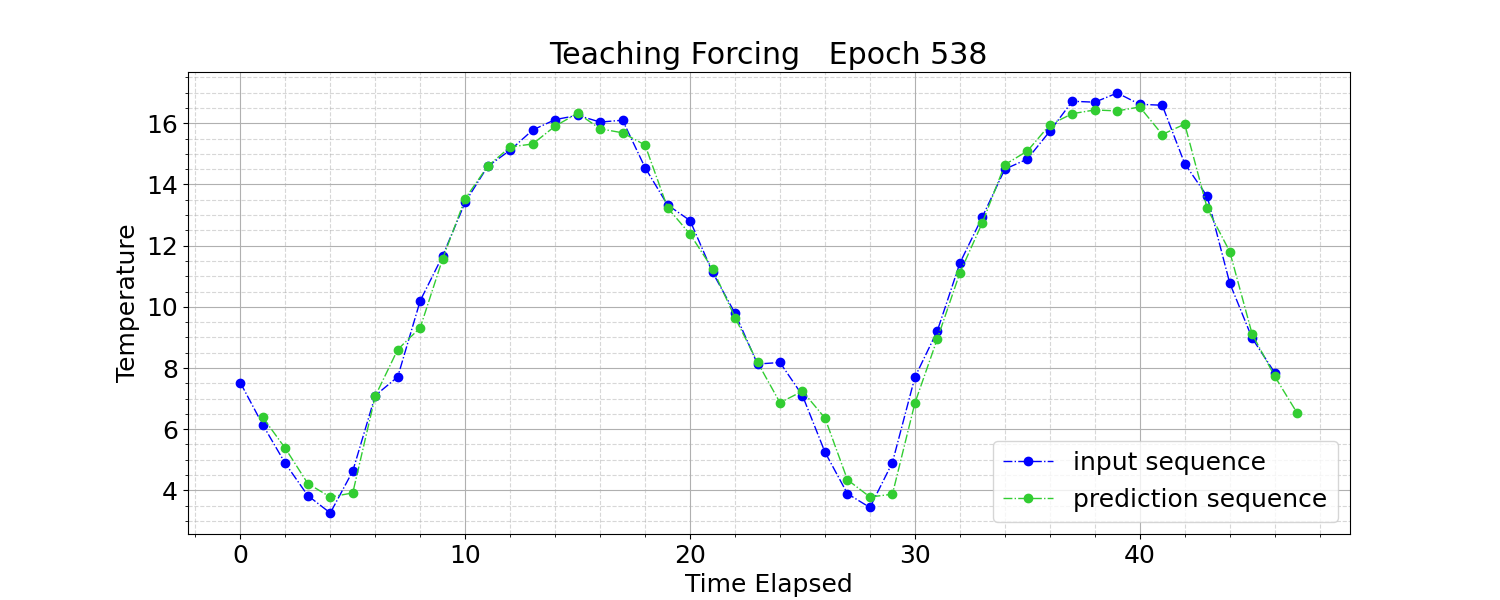 Teaching Forcing   Epoch 538
Temperature
16
14
12
10
8
6
4
0 10 20 30 40
Time Elapsed
input sequence
prediction sequence